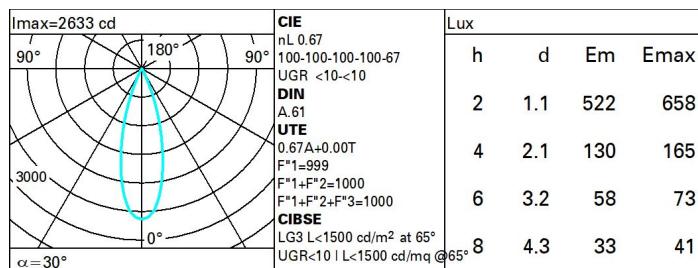 Imax=2633 cd
90°
180°
90°
3000
0°
α=30°
CIE
nL 0.67
100-100-100-100-67
UGR <10-<10
DIN
A.61
UTE
0.67A+0.00T
F"1=999
F"1+F"2=1000
F"1+F"2+F"3=1000
CIBSE
LG3 L<1500 cd/m² at 65°
UGR<10 | L<1500 cd/mq @65°
Lux
h d Em Emax
2 1.1 522 658
4 2.1 130 165
6 3.2 58 73
8 4.3 33 41